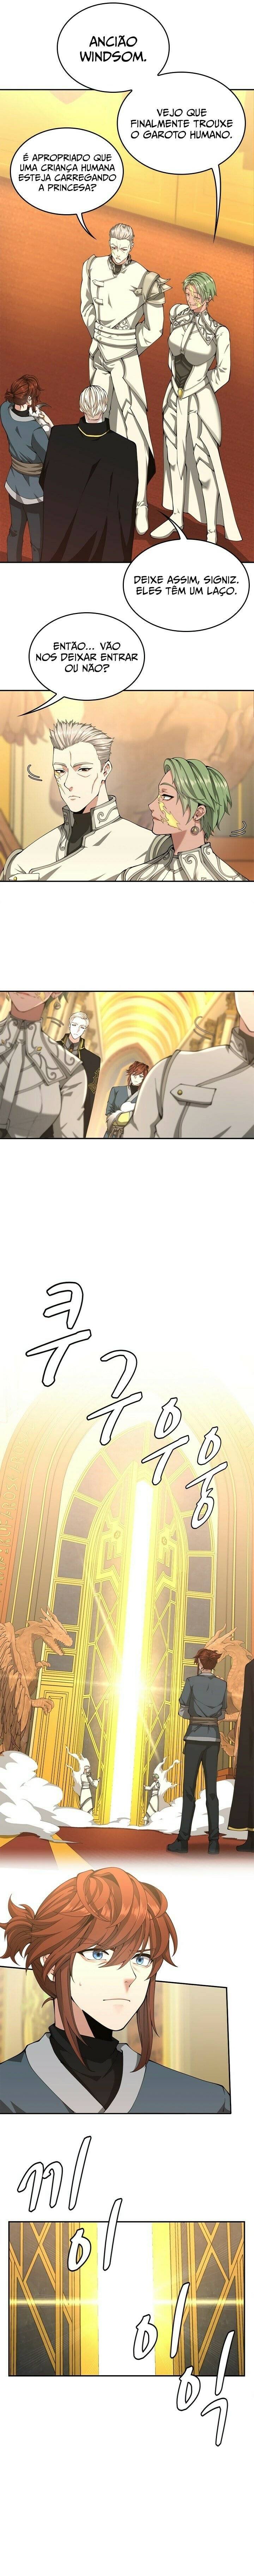 ANCIÃO
WINDSOM.
VEJO QUE
FINALMENTE TROUXE
O GAROTO HUMANO.
É APROPRIADO QUE
UMA CRIANÇA HUMANA
ESTEJA CARREGANDO
A PRINCESA?
DEIXE ASSIM, SIGNIZ.
ELES TÊM UM LAÇO.
ENTÃO... VÃO
NOS DEIXAR ENTRAR
OU NÃO?
쿠구우웅
끼이이익